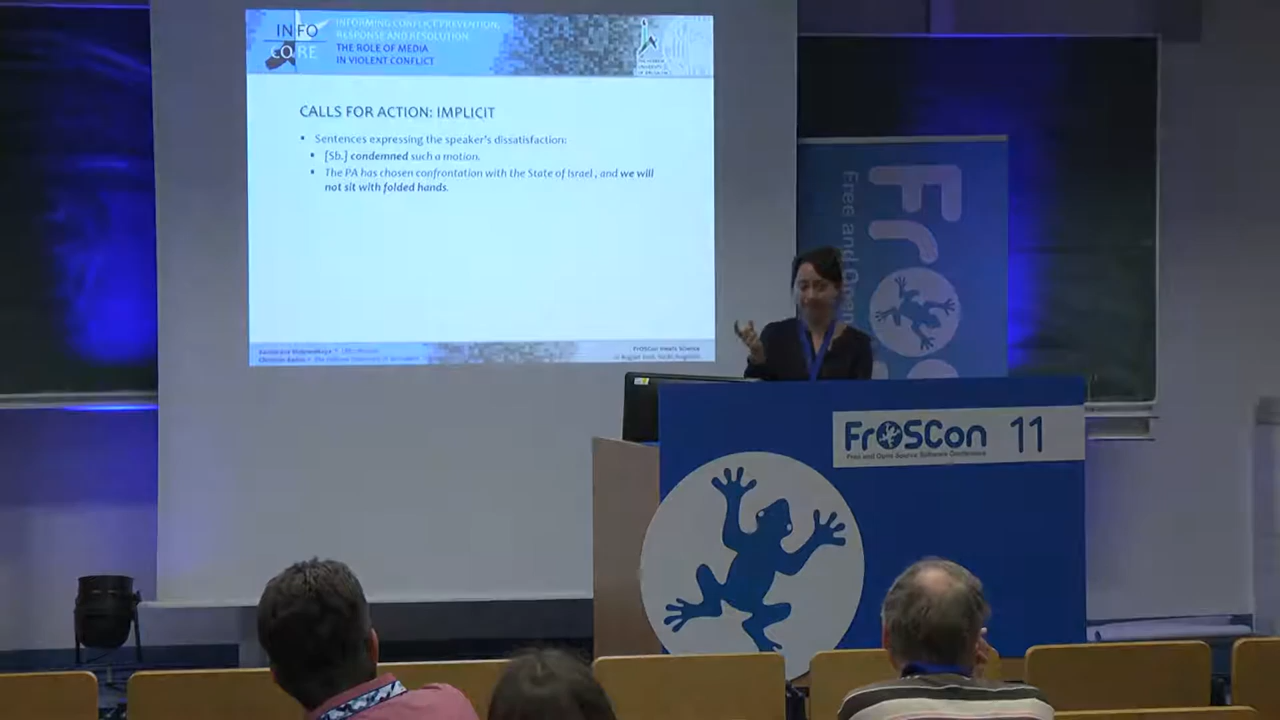 INFO
CORE
INFORMING CONFLICT PREVENTION,
RESPONSE AND RESOLUTION:
THE ROLE OF MEDIA
IN VIOLENT CONFLICT
CALLS FOR ACTION: IMPLICIT
▪ Sentences expressing the speaker's dissatisfaction:
▪ [Sb.] condemned such a motion.
▪ The PA has chosen confrontation with the State of Israel , and we will
not sit with folded hands.
FrOSCon meets Science
Free and Open
FrOSCon 11
Free and Open Source Software Conference